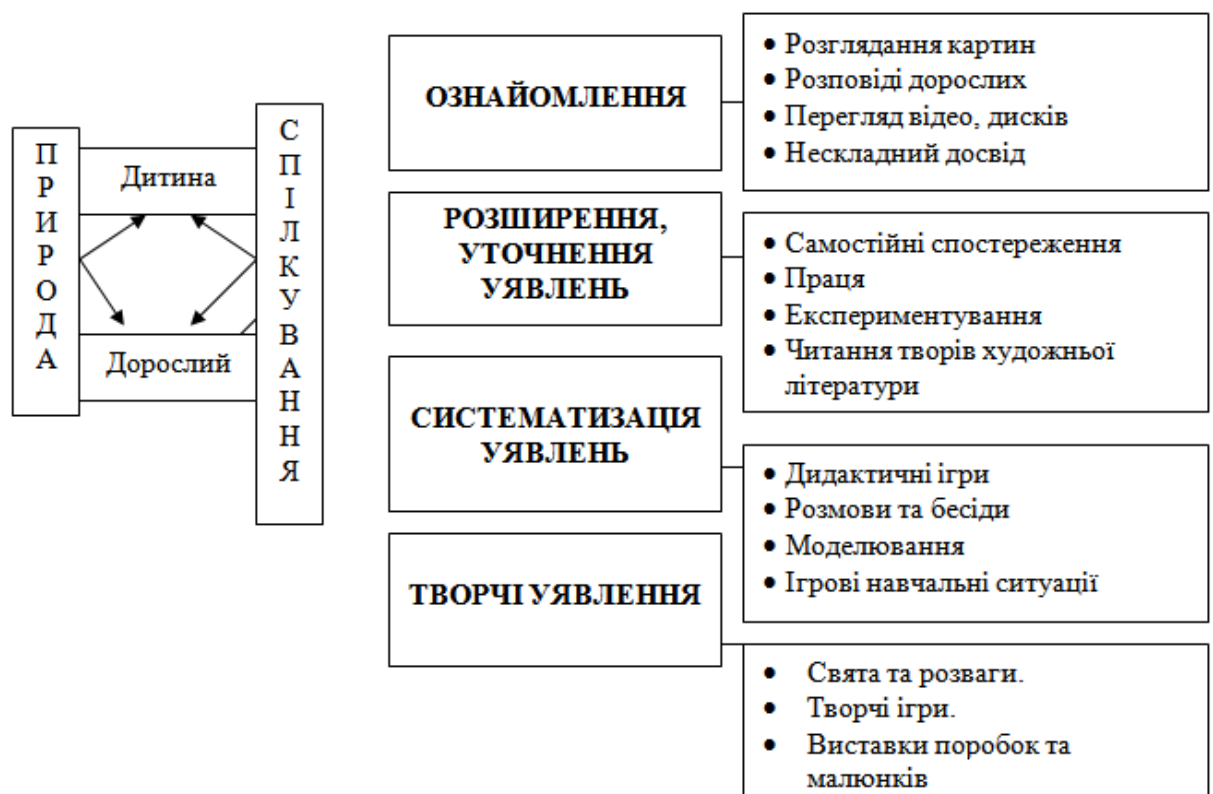 ПРИРОДА
Дитина
Дорослий
СПІЛКУВАННЯ
ОЗНАЙОМЛЕННЯ
• Розглядання картин
• Розповіді дорослих
• Перегляд відео, дисків
• Нескладний досвід
РОЗШИРЕННЯ,
УТОЧНЕННЯ
УЯВЛЕНЬ
• Самостійні спостереження
• Праця
• Експериментування
• Читання творів художньої
літератури
СИСТЕМАТИЗАЦІЯ
УЯВЛЕНЬ
• Дидактичні ігри
• Розмови та бесіди
• Моделювання
• Ігрові навчальні ситуації
ТВОРЧІ УЯВЛЕННЯ
• Свята та розваги.
• Творчі ігри.
• Виставки поробок та
малюнків